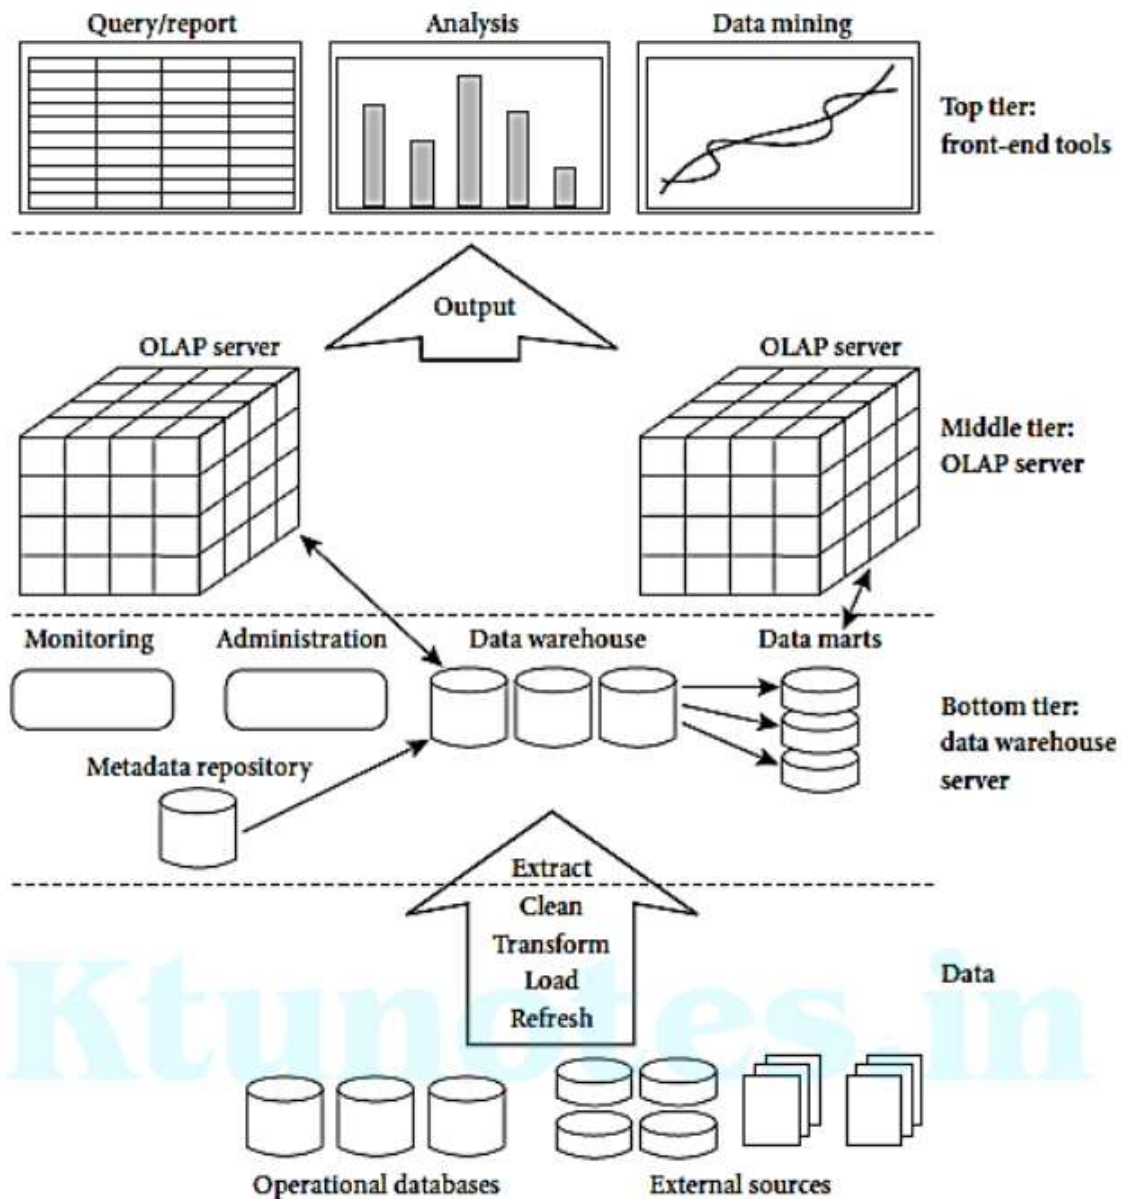 Query/report
Analysis
Data mining
Top tier:
front-end tools
Output
OLAP server
OLAP server
Middle tier:
OLAP server
Monitoring
Administration
Data warehouse
Data marts
Bottom tier:
data warehouse
server
Metadata repository
Extract
Clean
Transform
Load
Refresh
Data
Ktunotes.in
Operational databases
External sources